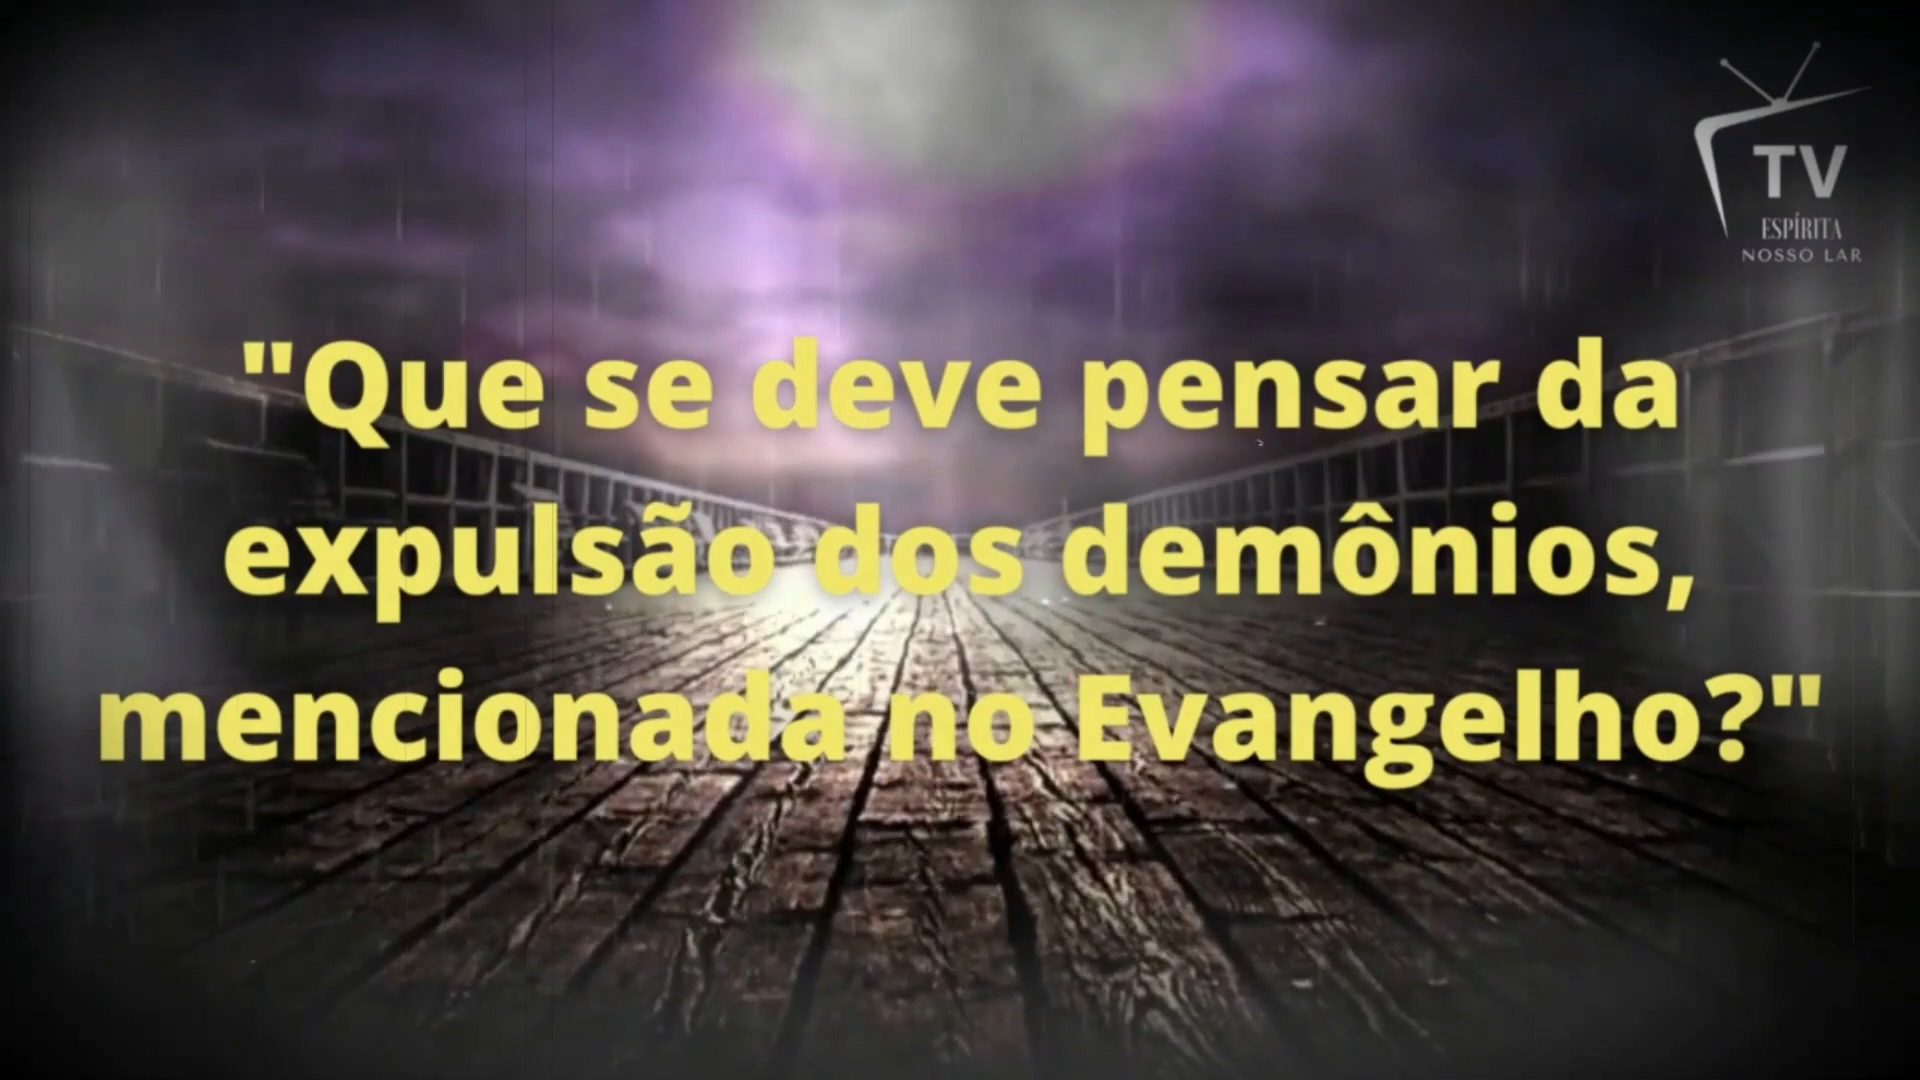 TV
ESPÍRITA
NOSSO LAR
"Que se deve pensar da
expulsão dos demônios,
mencionada no Evangelho?"